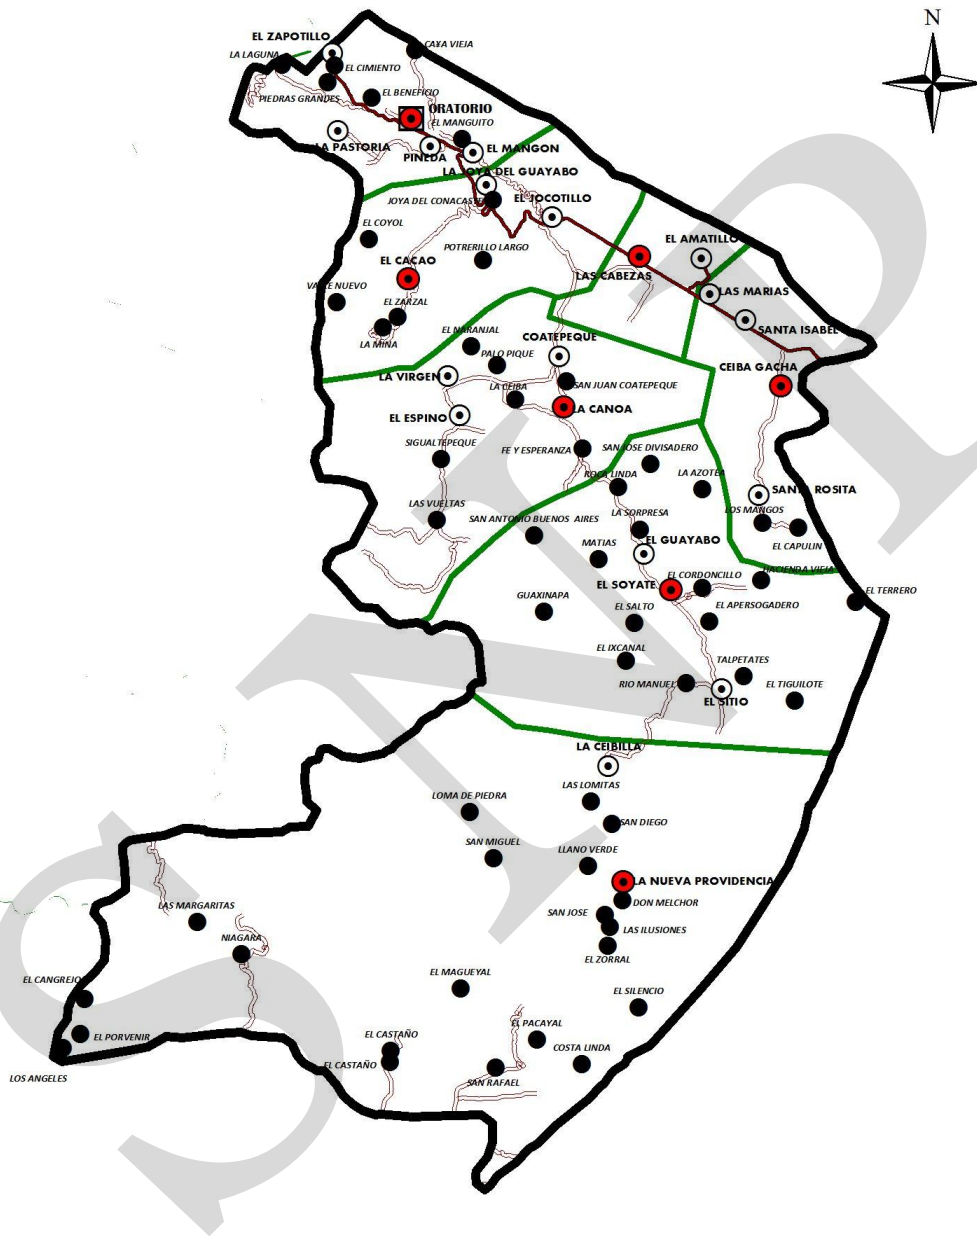 N
EL ZAPOTILLO
CAXA VIEJA
LA LAGUNA
EL CIMIENTO
PIEDRAS GRANDES
EL BENEFICIO
ORATORIO
EL MANGUITO
LA PASTORIA
PINEDA
EL MANGON
LA JOYA DEL GUAYABO
JOYA DEL CONACASTE
EL JOCOTILLO
EL COYOL
EL AMATILLO
POTRERILLO LARGO
EL CACAO
LAS CABEZAS
VALLE NUEVO
LAS MARIAS
EL ZARZAL
SANTA ISABEL
EL NARANJAL
COATEPEQUE
LA MINA
PALO PIQUE
CEIBA GACHA
LA VIRGEN
LA CEIBA
SAN JUAN COATEPEQUE
EL ESPINO
LA CANOA
SIGUALTEPEQUE
FE Y ESPERANZA
SAN JOSE DIVISADERO
ROCA LINDA
LA AZOTEA
SANTA ROSITA
LAS VUELTAS
LA SORPRESA
LOS MANGOS
SAN ANTONIO BUENOS AIRES
EL GUAYABO
MATIAS
EL CAPULIN
HACIENDA VIEJA
EL CORDONCILLO
EL SOYATE
EL TERRERO
GUAXINAPA
EL SALTO
EL APERSOGADERO
EL IXCANAL
TALPETATES
RIO MANUEL
EL TIGUILOTE
EL SITIO
LA CEIBILLA
LAS LOMITAS
LOMA DE PIEDRA
SAN DIEGO
SAN MIGUEL
LLANO VERDE
LA NUEVA PROVIDENCIA
DON MELCHOR
LAS MARGARITAS
SAN JOSE
LAS ILUSIONES
NIAGARA
EL ZORRAL
EL CANGREJO
EL MAGUEYAL
EL SILENCIO
EL PORVENIR
EL CASTAÑO
EL PACAYAL
COSTA LINDA
EL CASTAÑO
LOS ANGELES
SAN RAFAEL
SNIP